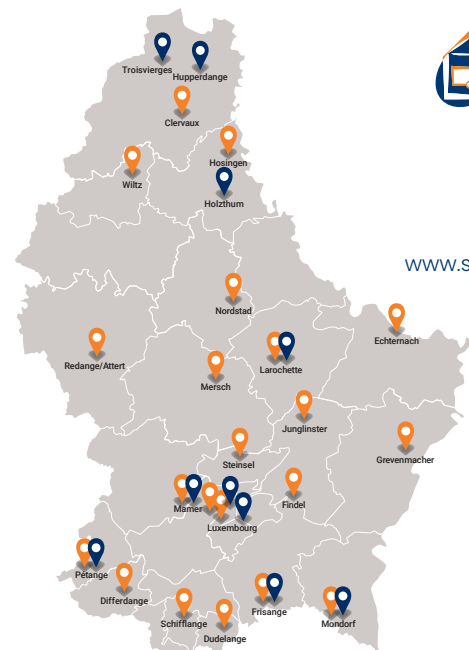 Troisvierges
Hupperdange
Clervaux
Hosingen
Wiltz
Holzthum
www.s
Nordstad
Echternach
Redange/Attert
Larochette
Mersch
Junglinster
Grevenmacher
Steinsel
Findel
Mamer
Luxembourg
Pétange
Differdange
Frisange
Schifflange
Mondorf
Dudelange